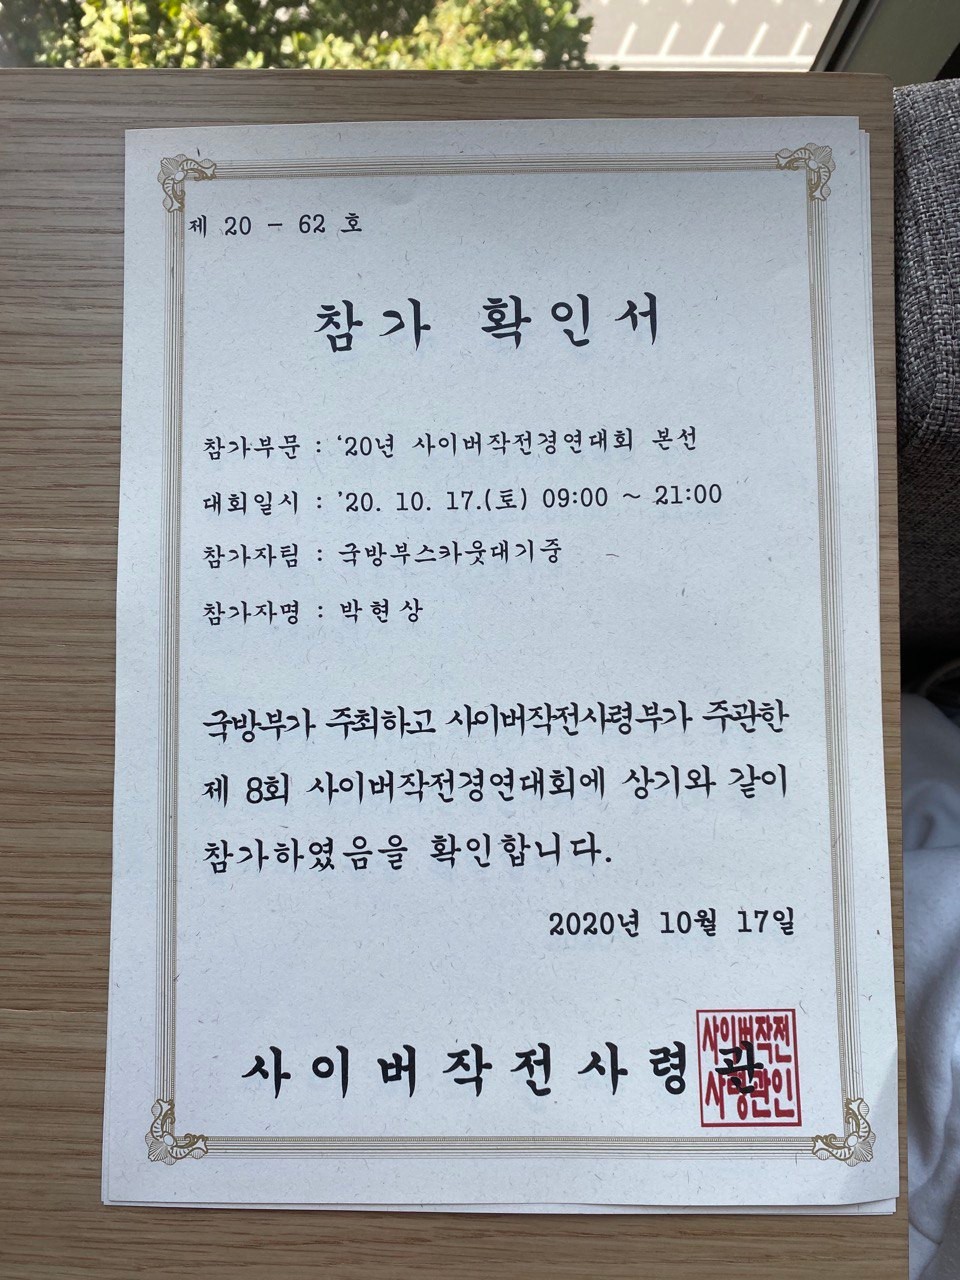 제 20 - 62 호
참가 확인서
참가부문 : '20년 사이버작전경연대회 본선
대회일시 : '20. 10. 17.(토) 09:00 ~ 21:00
참가자팀 : 국방부스카웃대기중
참가자명 : 박현상
국방부가 주최하고 사이버작전사령부가 주관한
제 8회 사이버작전경연대회에 상기와 같이
참가하였음을 확인합니다.
2020년 10월 17일
사이버작전사령관
사이버작전
사령관인